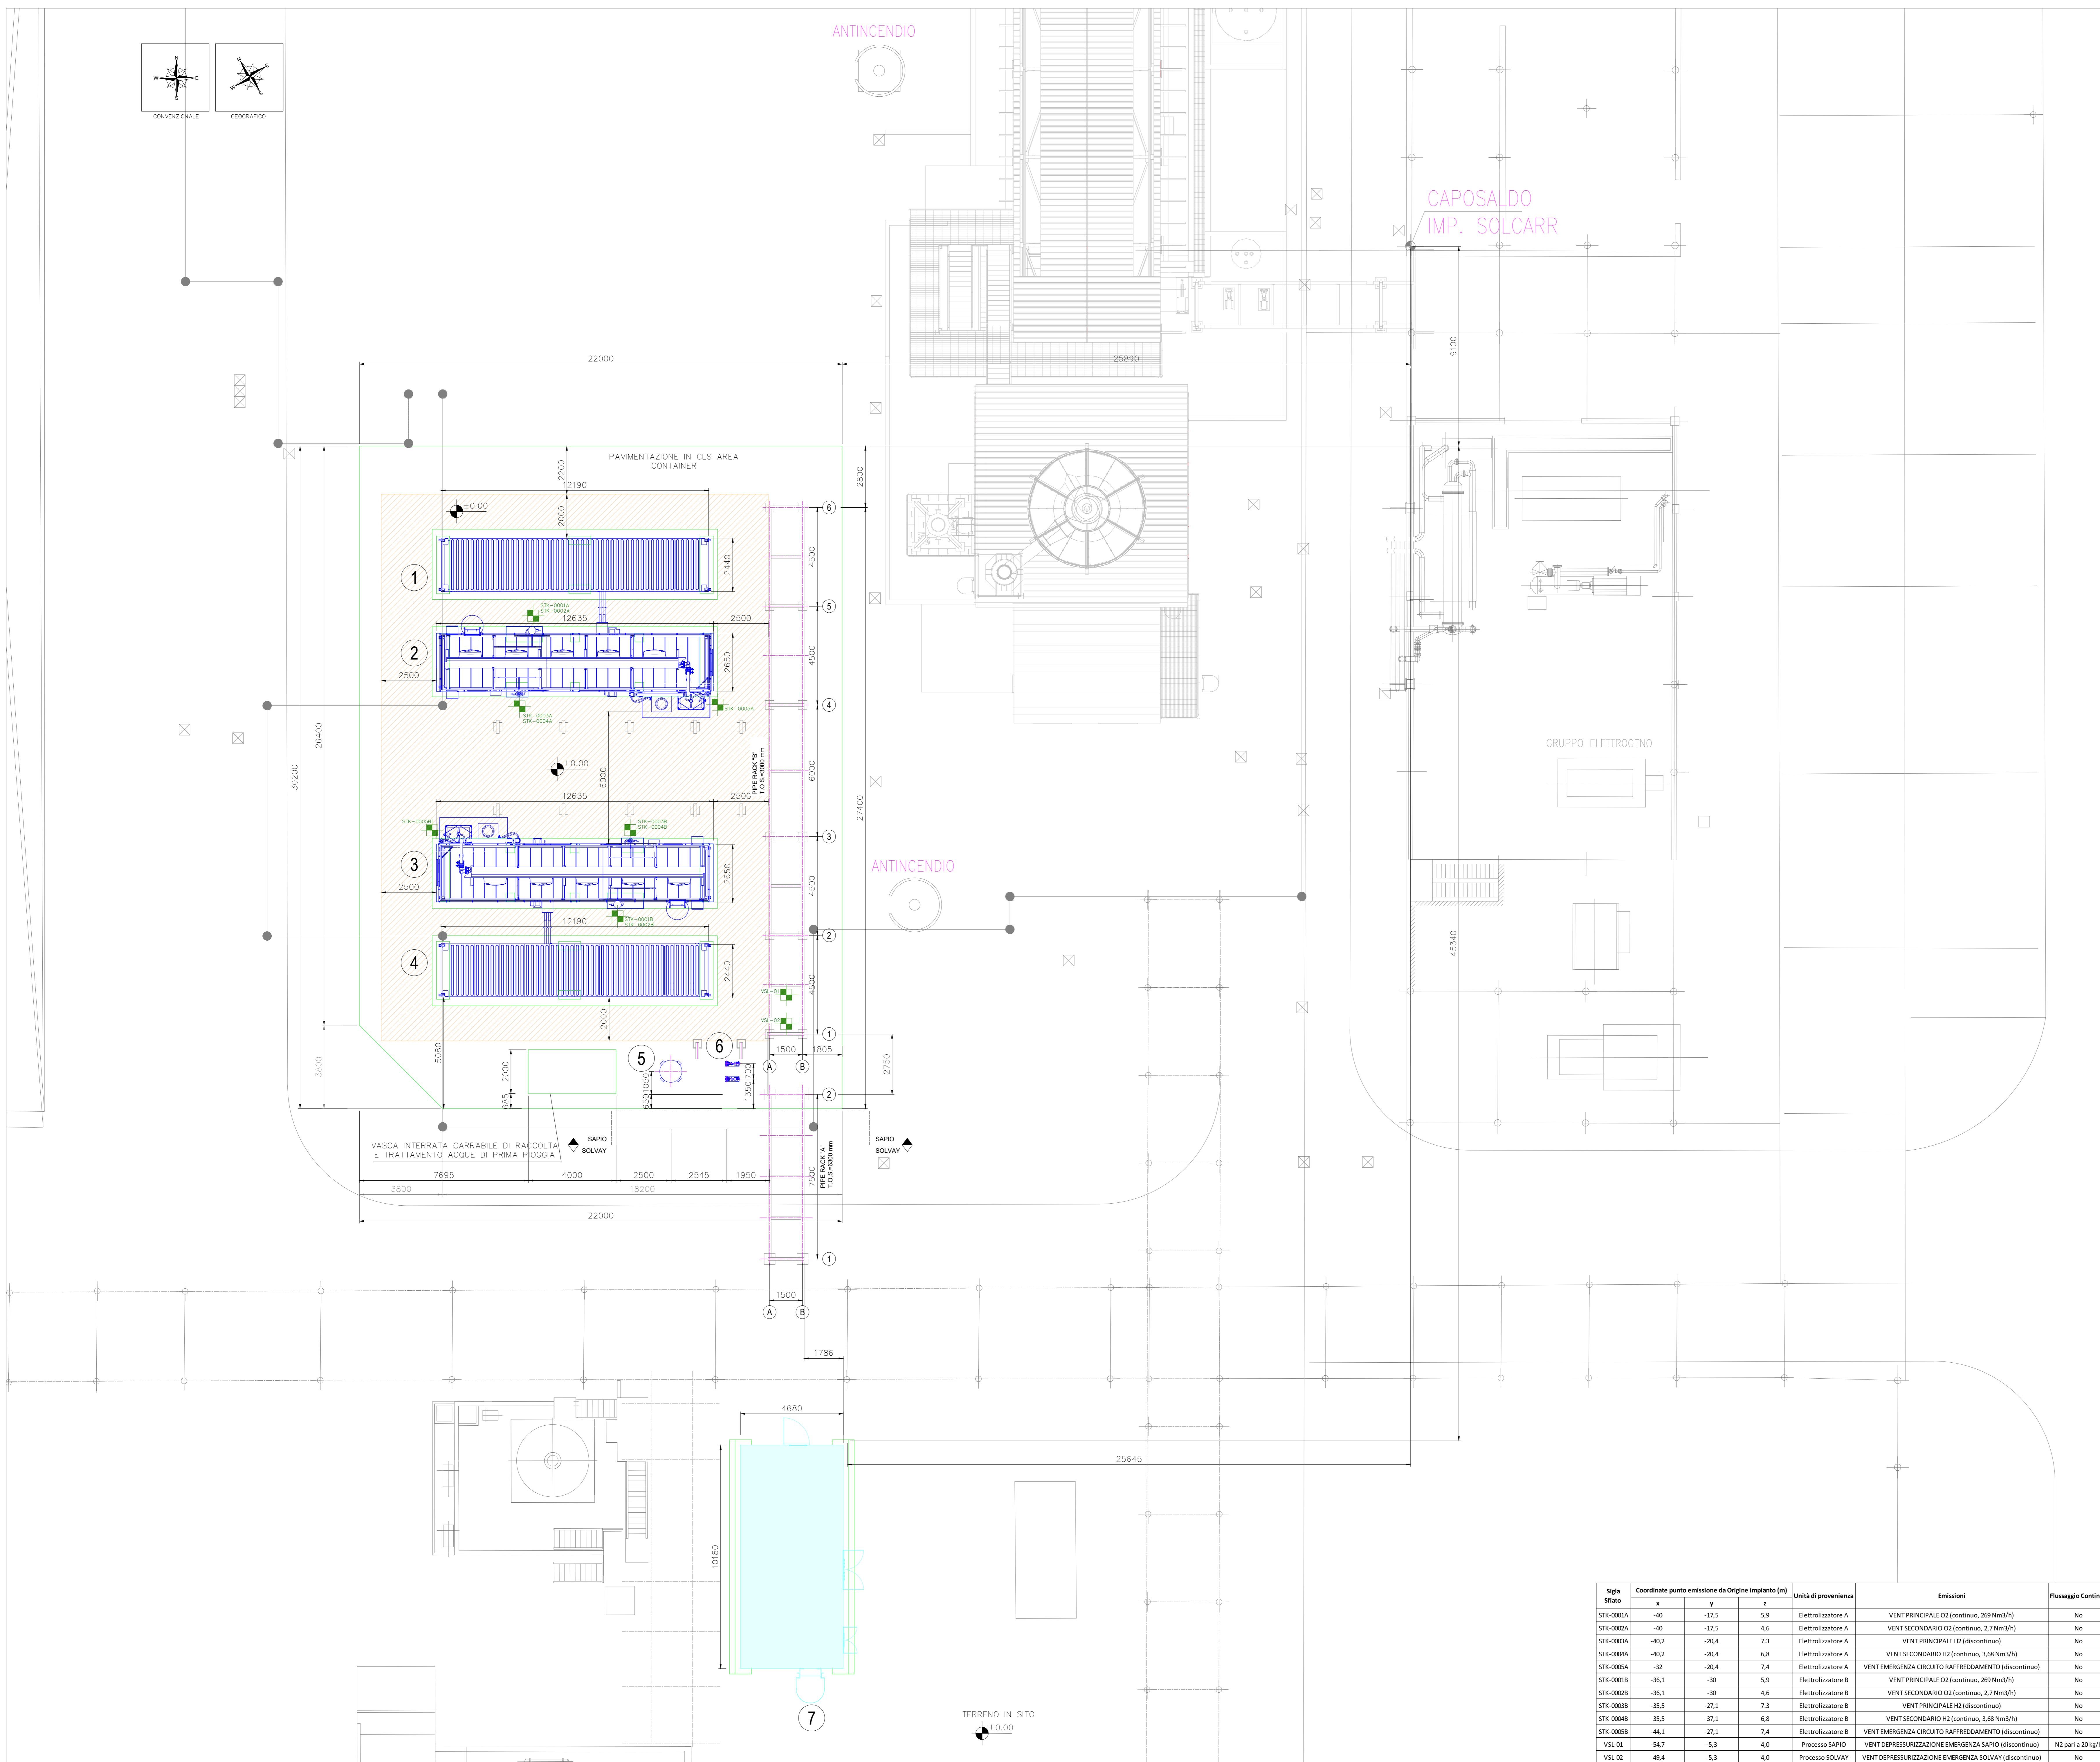 ANTINCENDIO
N
W E
S
CONVENZIONALE
N
E
W
S
GEOGRAFICO
CAPOSALDO
IMP. SOLCARR
9100
22000
25890
PAVIMENTAZIONE IN CLS AREA
CONTAINER
2200
12190
2800
±0.00
2000
6
4500
1
2440
STK-0001A
STK-0002A
5
12635
2500
2
2650
4500
2500
STK-0003A
STK-0004A
STK-0005A
4
26400
30200
±0.00
6000
PIPE RACK "B"
T.O.S.=3000 mm
6000
GRUPPO ELETTROGENO
12635
2500
27400
STK-0005B
STK-0003B
STK-0004B
3
3
2650
ANTINCENDIO
4500
2500
12190
STK-0001B
STK-0002B
2
45340
4
2440
4500
VSL-01
2000
VSL-02
1
5080
3800
2000
685
5
6
1500
1805
A
B
2750
1050
650
700
1350
2
VASCA INTERRATA CARRABILE DI RACCOLTA
E TRATTAMENTO ACQUE DI PRIMA PIOGGIA
SAPIO
SOLVAY
SAPIO
SOLVAY
PIPE RACK "A"
T.O.S.=6300 mm
7500
7695
4000
2500
2545
1950
3800
18200
22000
1
1500
A
B
1786
4680
25645
10180
7
TERRENO IN SITO
±0.00
Sigla Sfiato Coordinate punto emissione da Origine impianto (m) Unità di provenienza Emissioni Flussaggio Contin
x y z
STK-0001A -40 -17,5 5,9 Elettrolizzatore A VENT PRINCIPALE O2 (continuo, 269 Nm3/h) No
STK-0002A -40 -17,5 4,6 Elettrolizzatore A VENT SECONDARIO O2 (continuo, 2,7 Nm3/h) No
STK-0003A -40,2 -20,4 7.3 Elettrolizzatore A VENT PRINCIPALE H2 (discontinuo) No
STK-0004A -40,2 -20,4 6,8 Elettrolizzatore A VENT SECONDARIO H2 (continuo, 3,68 Nm3/h) No
STK-0005A -32 -20,4 7,4 Elettrolizzatore A VENT EMERGENZA CIRCUITO RAFFREDDAMENTO (discontinuo) No
STK-0001B -36,1 -30 5,9 Elettrolizzatore B VENT PRINCIPALE O2 (continuo, 269 Nm3/h) No
STK-0002B -36,1 -30 4,6 Elettrolizzatore B VENT SECONDARIO O2 (continuo, 2,7 Nm3/h) No
STK-0003B -35,5 -27,1 7.3 Elettrolizzatore B VENT PRINCIPALE H2 (discontinuo) No
STK-0004B -35,5 -37,1 6,8 Elettrolizzatore B VENT SECONDARIO H2 (continuo, 3,68 Nm3/h) No
STK-0005B -44,1 -27,1 7,4 Elettrolizzatore B VENT EMERGENZA CIRCUITO RAFFREDDAMENTO (discontinuo) No
VSL-01 -54,7 -5,3 4,0 Processo SAPIO VENT DEPRESSURIZZAZIONE EMERGENZA SAPIO (discontinuo) N2 pari a 20 kg/
VSL-02 -49,4 -5,3 4,0 Processo SOLVAY VENT DEPRESSURIZZAZIONE EMERGENZA SOLVAY (discontinuo) No